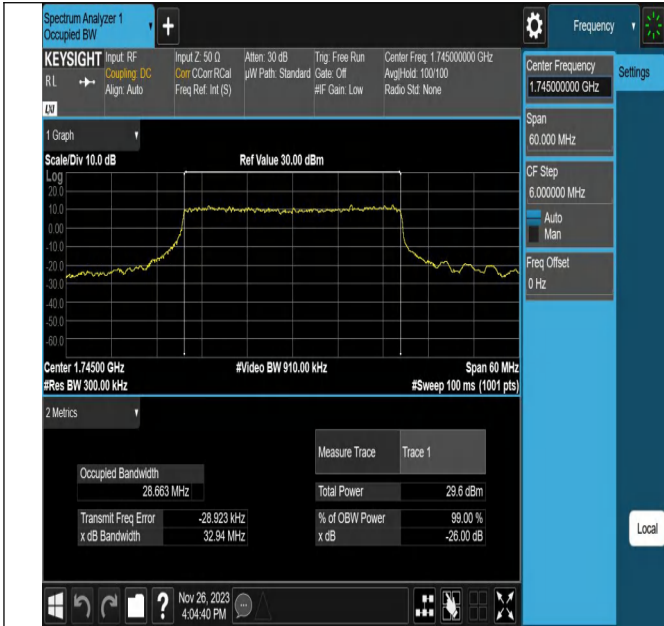 Spectrum Analyzer 1
Occupied BW
+
Frequency
KEYSIGHT
RL
LXI
Input: RF
Coupling: DC
Align: Auto
Input Z: 50 Ω
Corr CCorr RCal
Freq Ref: Int (S)
Atten: 30 dB
µW Path: Standard
Trig: Free Run
Gate: Off
#IF Gain: Low
Center Freq: 1.745000000 GHz
Avg|Hold: 100/100
Radio Std: None
Center Frequency
1.745000000 GHz
Settings
Span
60.000 MHz
CF Step
6.000000 MHz
Auto
Man
Freq Offset
0 Hz
Local
1 Graph
Scale/Div 10.0 dB
Ref Value 30.00 dBm
Log
20.0
10.0
0.00
-10.0
-20.0
-30.0
-40.0
-50.0
-60.0
Center 1.74500 GHz
#Video BW 910.00 kHz
Span 60 MHz
#Res BW 300.00 kHz
#Sweep 100 ms (1001 pts)
2 Metrics
Measure Trace
Trace 1
Occupied Bandwidth
28.663 MHz
Total Power
29.6 dBm
Transmit Freq Error
-28.923 kHz
% of OBW Power
99.00 %
x dB Bandwidth
32.94 MHz
x dB
-26.00 dB
?
Nov 26, 2023
4:04:40 PM